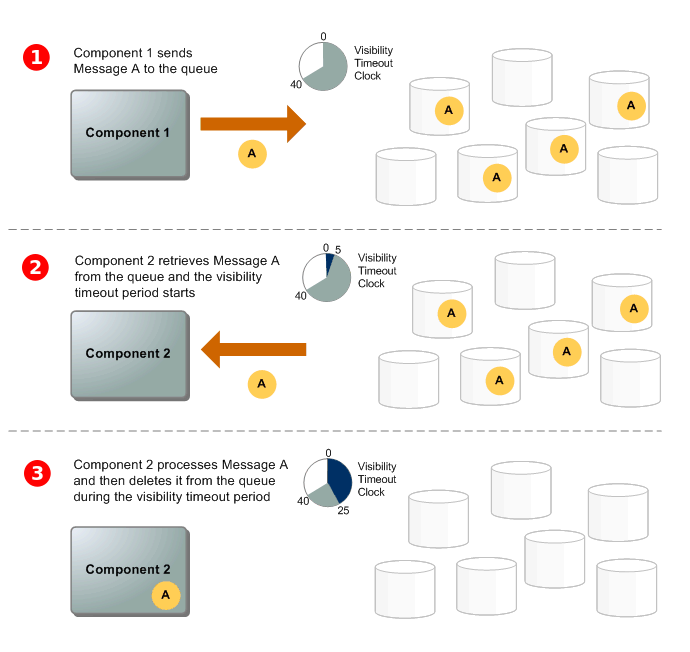 1
Component 1 sends
Message A to the queue
0
40
Visibility
Timeout
Clock
Component 1
A
A
A
A
A
2
Component 2 retrieves Message A
from the queue and the visibility
timeout period starts
0 5
40
Visibility
Timeout
Clock
Component 2
A
A
A
A
A
3
Component 2 processes Message A
and then deletes it from the queue
during the visibility timeout period
0
40
25
Visibility
Timeout
Clock
Component 2
A